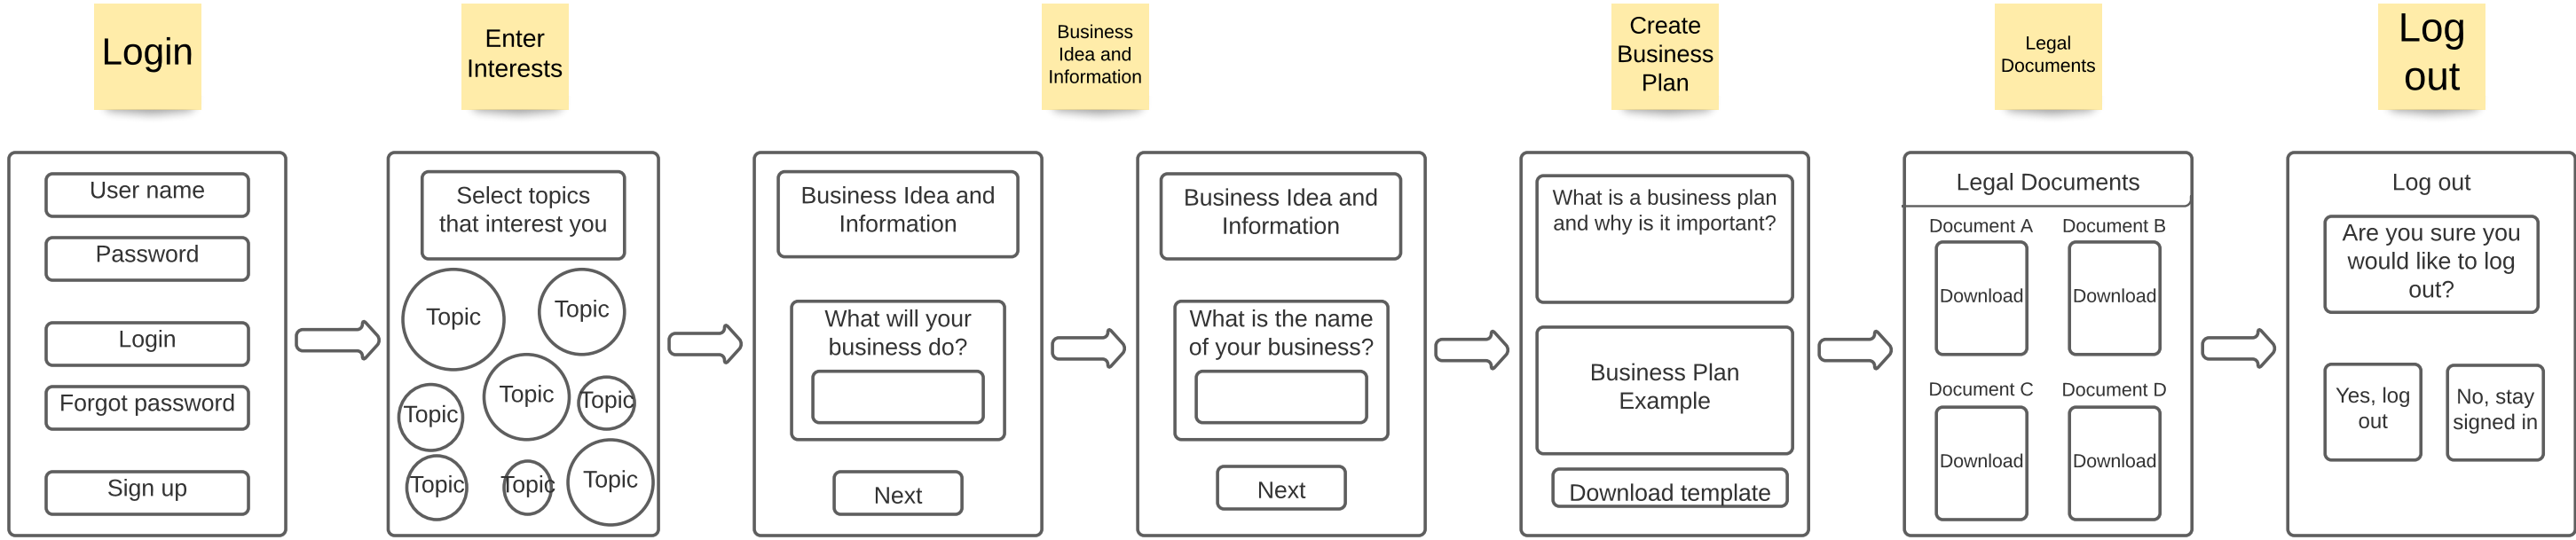 Login
Enter
Interests
Business
Idea and
Information
Create
Business
Plan
Legal
Documents
Log
out
User name
Password
Login
Forgot password
Sign up
Select topics
that interest you
Topic
Topic
Topic
Topic
Topic
Topic
Topic
Topic
Business Idea and
Information
What will your
business do?
Next
Business Idea and
Information
What is the name
of your business?
Next
What is a business plan
and why is it important?
Business Plan
Example
Download template
Legal Documents
Document A
Document B
Download
Download
Document C
Document D
Download
Download
Log out
Are you sure you
would like to log
out?
Yes, log
out
No, stay
signed in